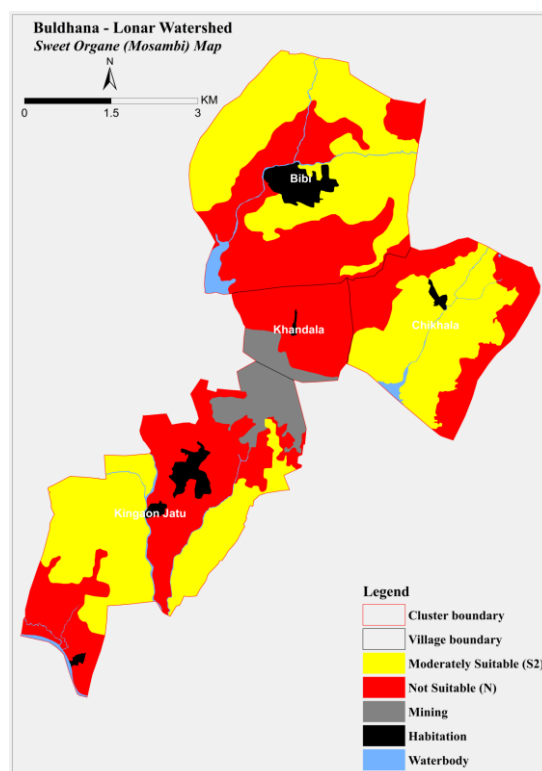 Buldhana - Lonar Watershed
Sweet Organe (Mosambi) Map
N
KM
0 1.5 3
Bibi
Khandala
Chikhala
Kingaon Jatu
Legend
Cluster boundary
Village boundary
Moderately Suitable (S2)
Not Suitable (N)
Mining
Habitation
Waterbody